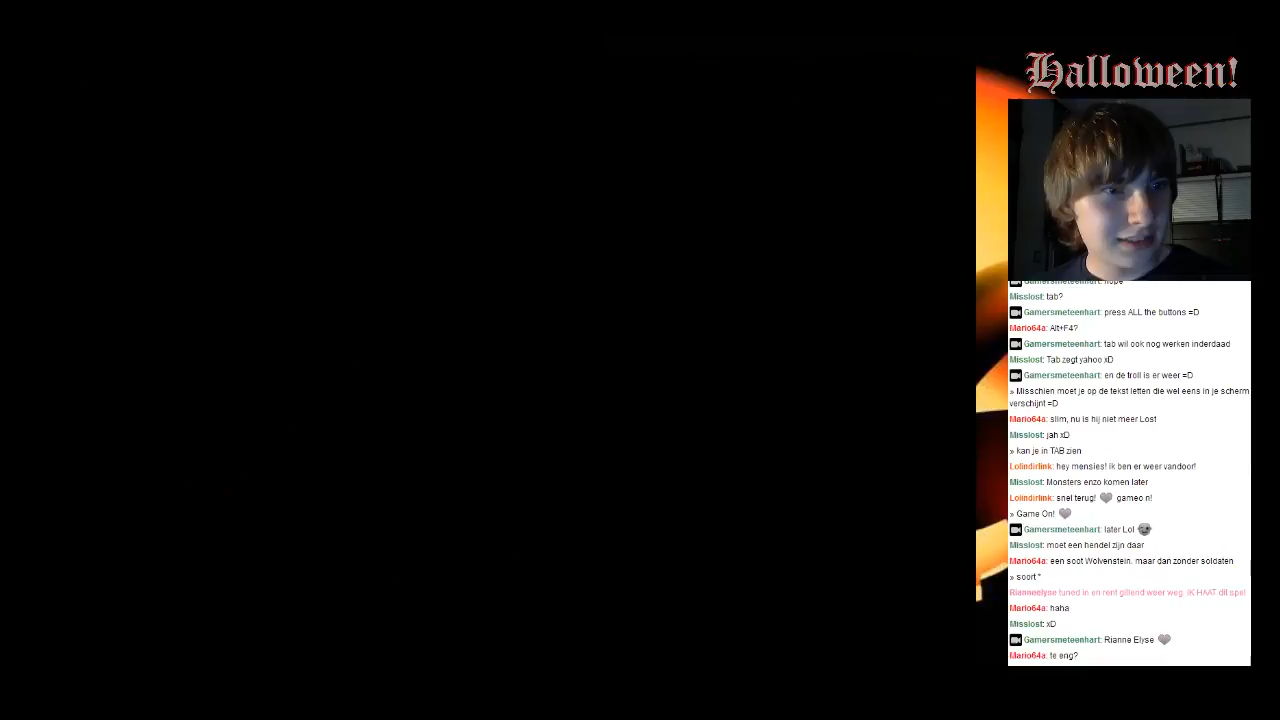 Halloween!
Gamersmeteenhart: nope
Misslost: tab?
Gamersmeteenhart: press ALL the buttons =D
Mario64a: Alt+F4?
Gamersmeteenhart: tab wil ook nog werken inderdaad
Misslost: Tab zegt yahoo xD
Gamersmeteenhart: en de troll is er weer =D
» Misschien moet je op de tekst letten die wel eens in je scherm
verschijnt =D
Mario64a: slim, nu is hij niet meer Lost
Misslost: jah xD
» kan je in TAB zien
Lolindirlink: hey mensies! ik ben er weer vandoor!
Misslost: Monsters enzo komen later
Lolindirlink: snel terug! gameo n!
» Game On!
Gamersmeteenhart: later Lol
Misslost: moet een hendel zijn daar
Mario64a: een soot Wolvenstein. maar dan zonder soldaten
» soort *
Rianneelyse tuned in en rent gillend weer weg. IK HAAT dit spel
Mario64a: haha
Misslost: xD
Gamersmeteenhart: Rianne Elyse
Mario64a: te eng?